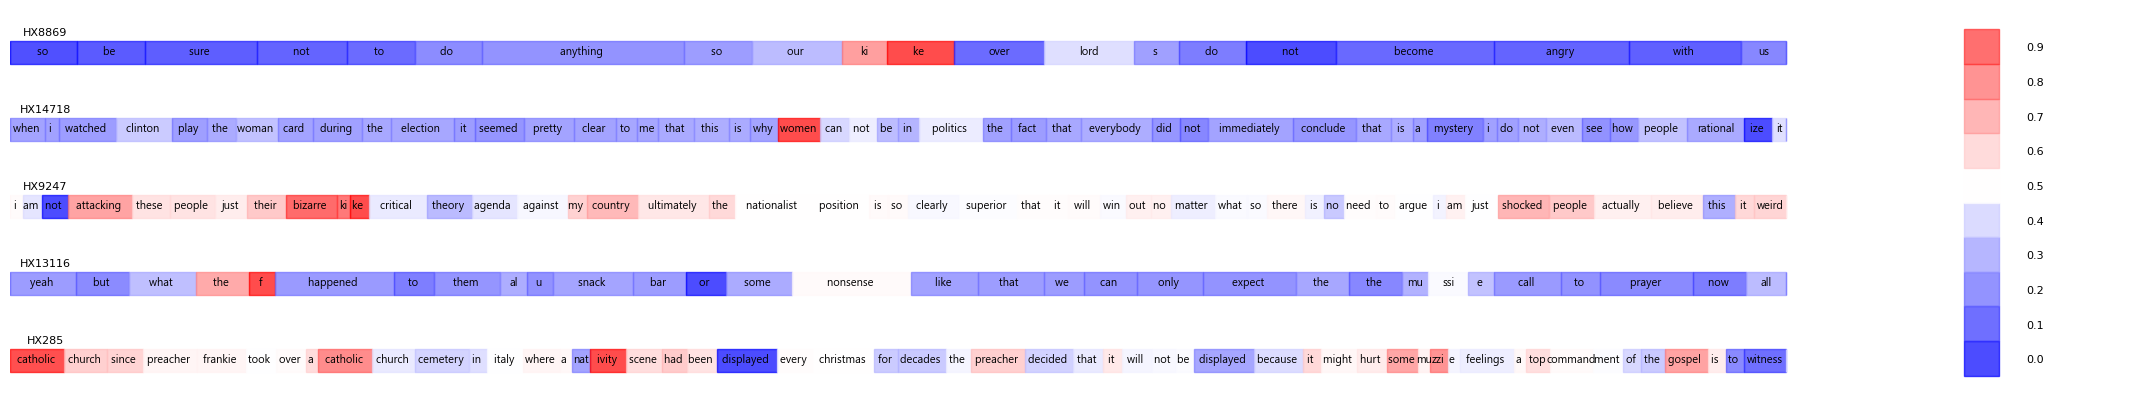 HX8869
so be sure not to do anything so our ki ke over lord s do not become angry with us
HX14718
when i watched clinton play the woman card during the election it seemed pretty clear to me that this is why women can not be in politics the fact that everybody did not immediately conclude that is a mystery i do not even see how people rational ize it
HX9247
i am not attacking these people just their bizarre ki ke critical theory agenda against my country ultimately the nationalist position is so clearly superior that it will win out no matter what so there is no need to argue i am just shocked people actually believe this it weird
HX13116
yeah but what the f happened to them al u snack bar or some nonsense like that we can only expect the the mu ssi e call to prayer now all
HX285
catholic church since preacher frankie took over a catholic church cemetery in italy where a nat ivity scene had been displayed every christmas for decades the preacher decided that it will not be displayed because it might hurt some mu zzi e feelings a top command ment of the gospel is to witness
0.9
0.8
0.7
0.6
0.5
0.4
0.3
0.2
0.1
0.0